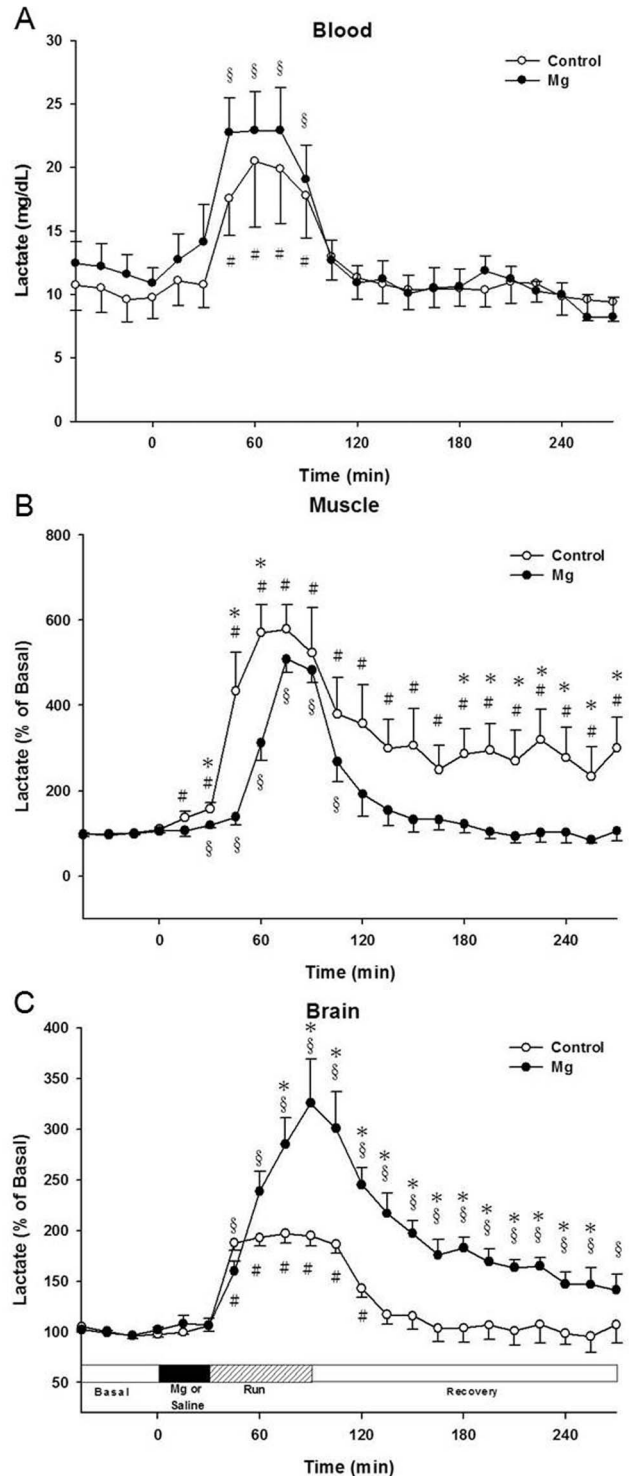 A
Blood
30
25
20
15
10
5
0
Lactate (mg/dL)
Control
Mg
§ § § §
# # # #
0 60 120 180 240
Time (min)
B
Muscle
800
600
400
200
0
Lactate (% of Basal)
Control
Mg
* * * * * * * * * * *
# # # # # # # # # # # # # # # # # #
§ § § § § §
0 60 120 180 240
Time (min)
C
Brain
400
350
300
250
200
150
100
50
Lactate (% of Basal)
Control
Mg
* * * * * * * * * * * * *
§ § § § § § § § § § § § § § § §
# # # # # #
Basal
Mg or
Saline
Run
Recovery
0 60 120 180 240
Time (min)